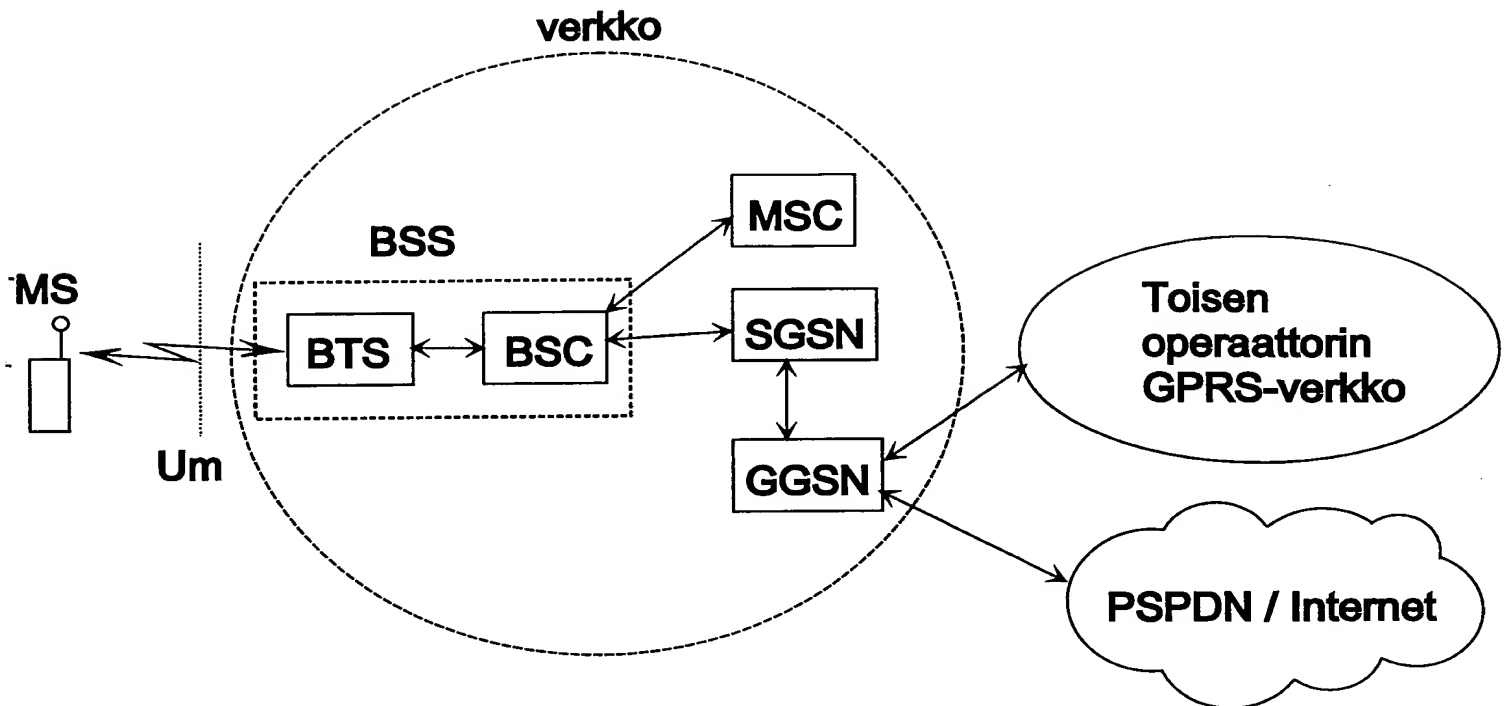 verkko
MSC
BSS
MS
BTS
BSC
SGSN
Um
GGSN
Toisen
operaattorin
GPRS-verkko
PSPDN / Internet